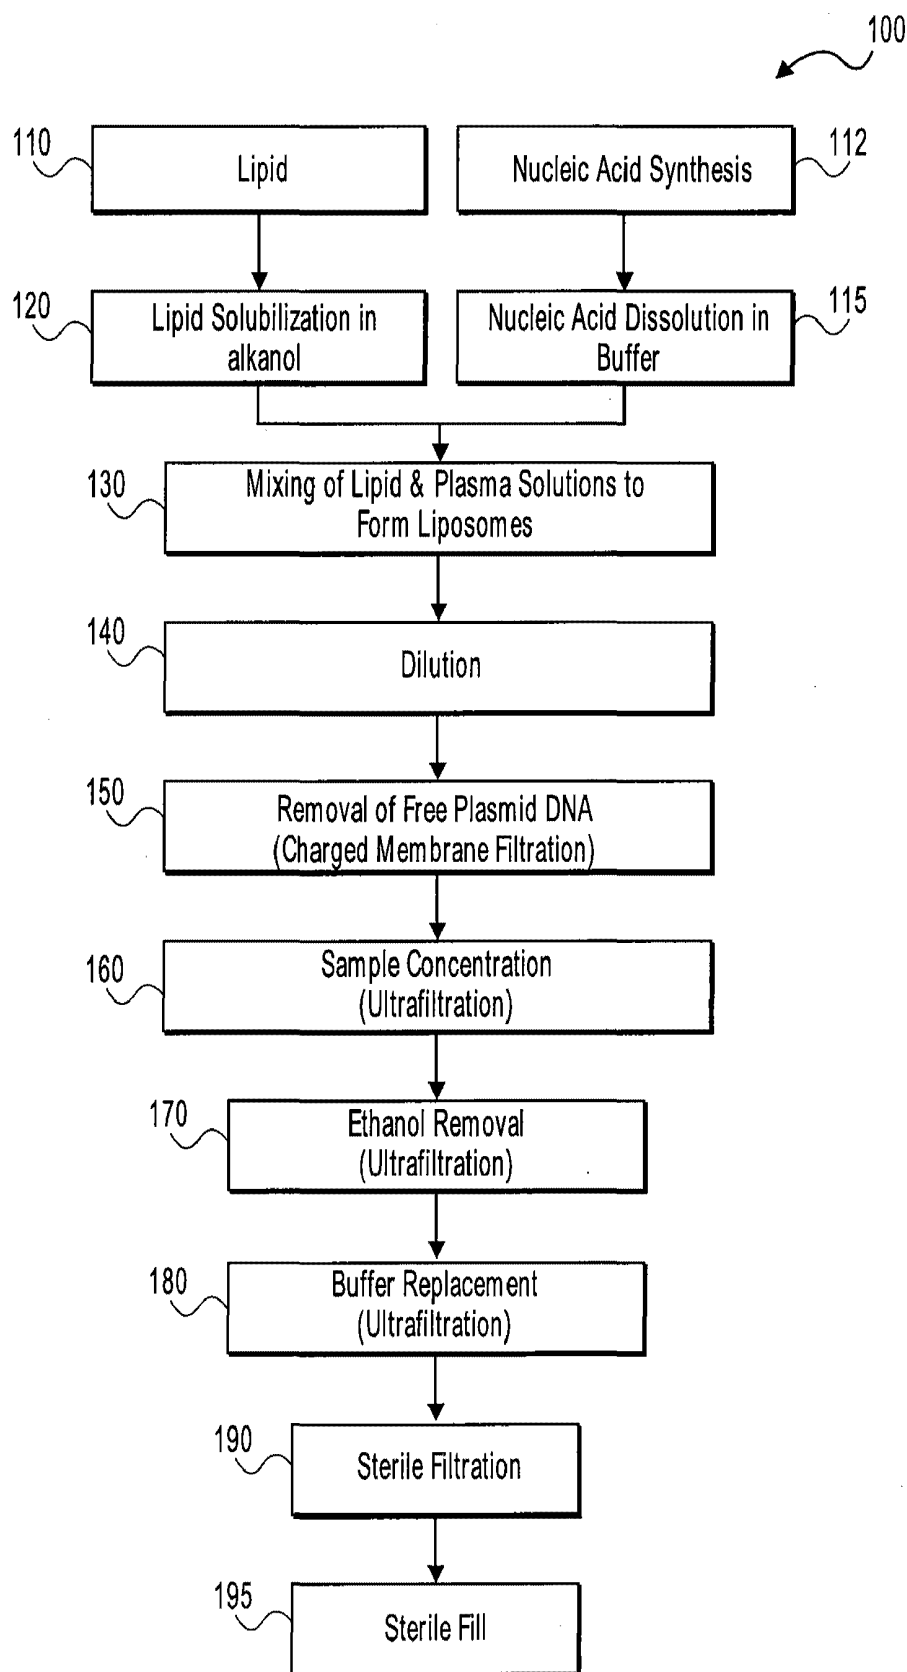 100
110
Lipid
Nucleic Acid Synthesis
112
120
Lipid Solubilization in
alkanol
Nucleic Acid Dissolution in
Buffer
115
130
Mixing of Lipid & Plasma Solutions to
Form Liposomes
140
Dilution
150
Removal of Free Plasmid DNA
(Charged Membrane Filtration)
160
Sample Concentration
(Ultrafiltration)
170
Ethanol Removal
(Ultrafiltration)
180
Buffer Replacement
(Ultrafiltration)
190
Sterile Filtration
195
Sterile Fill